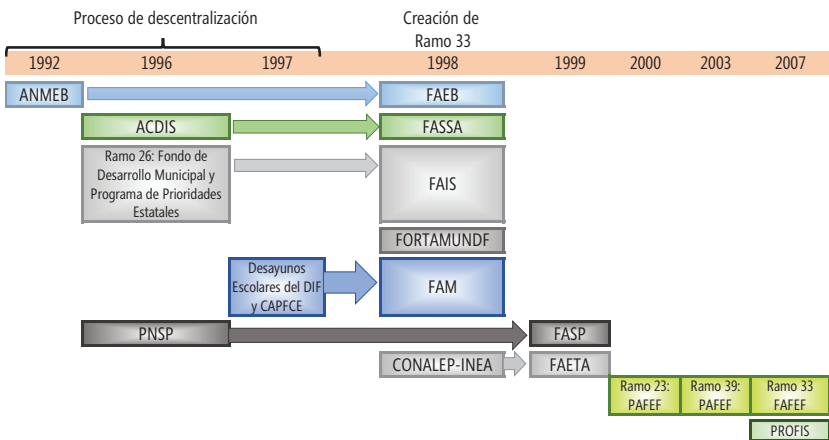 Proceso de descentralización
Creación de
Ramo 33
1992 1996 1997 1998 1999 2000 2003 2007
ANMEB FAEB
ACDIS FASSA
Ramo 26: Fondo de
Desarrollo Municipal y
Programa de Prioridades
Estatales
FAIS
FORTAMUNDF
Desayunos
Escolares del DIF
y CAPFCE
FAM
PNSP FASP
CONALEP-INEA FAETA
Ramo 23:
PAFEF
Ramo 39:
PAFEF
Ramo 33
FAFEF
PROFIS